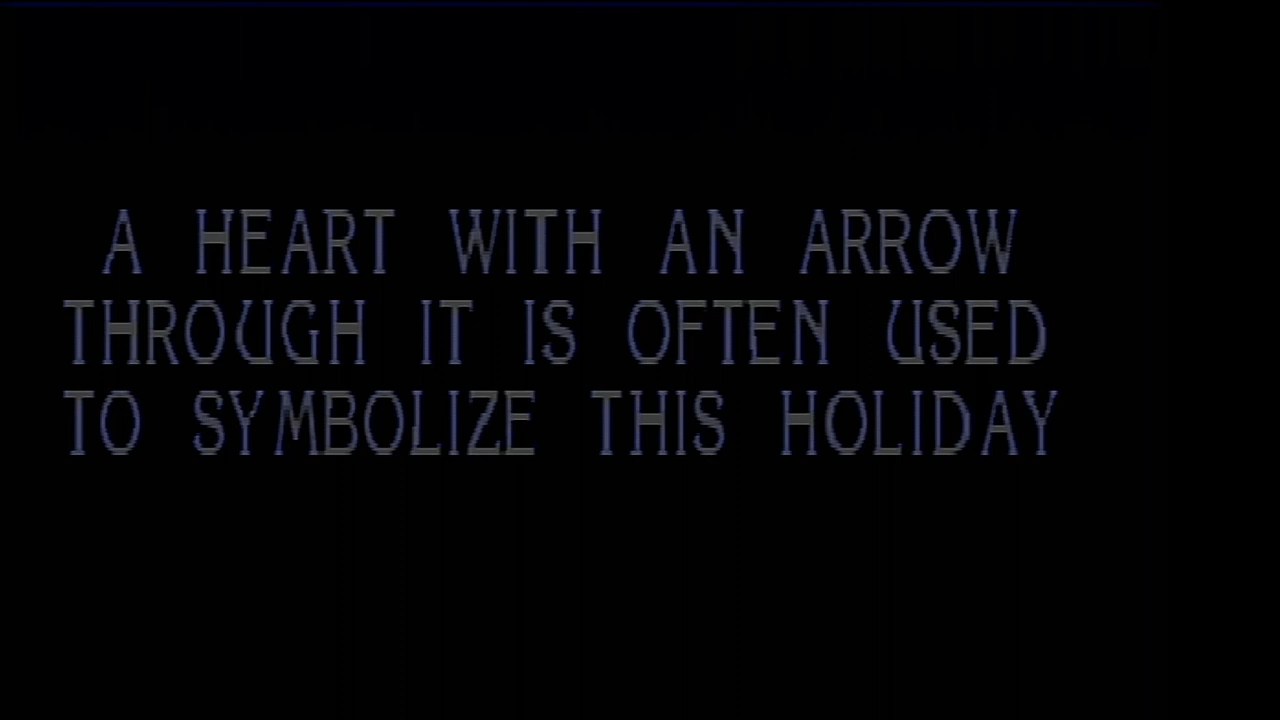 A HEART WITH AN ARROW
THROUGH IT IS OFTEN USED
TO SYMBOLIZE THIS HOLIDAY